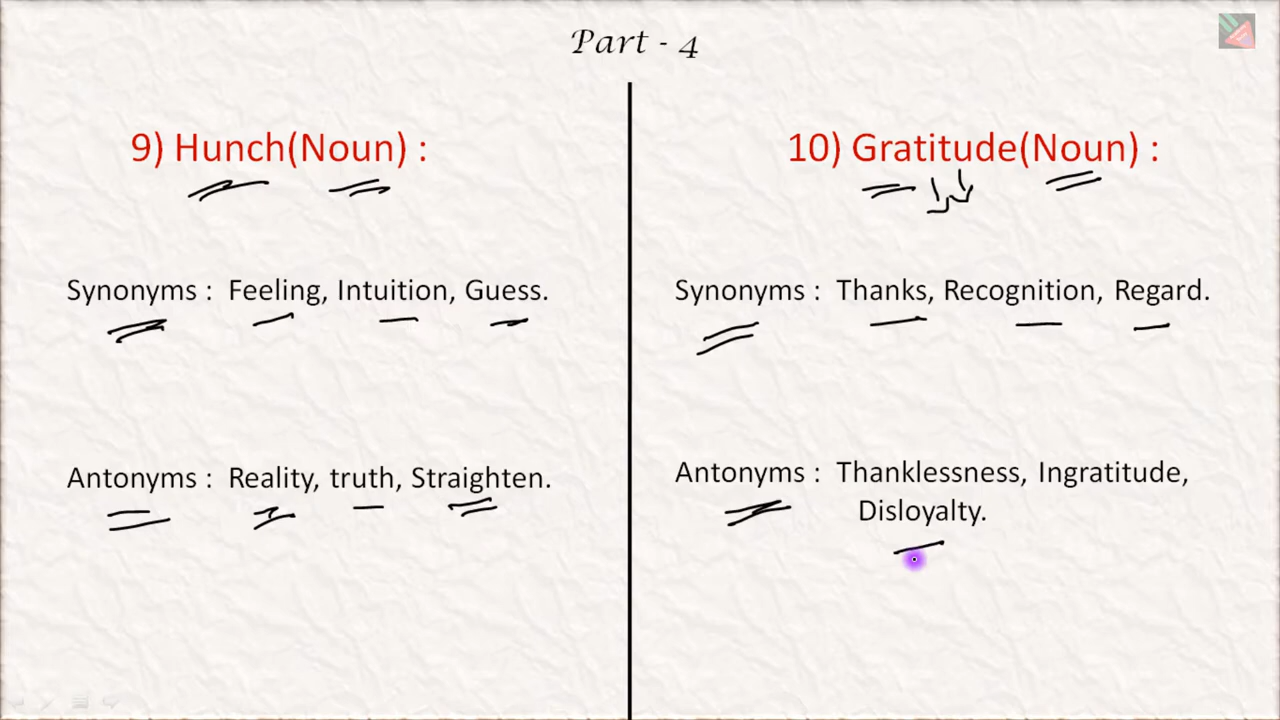 Part - 4
9) Hunch(Noun) :
Synonyms : Feeling, Intuition, Guess.
Antonyms : Reality, truth, Straighten.
10) Gratitude(Noun) :
Synonyms : Thanks, Recognition, Regard.
Antonyms : Thanklessness, Ingratitude,
Disloyalty.